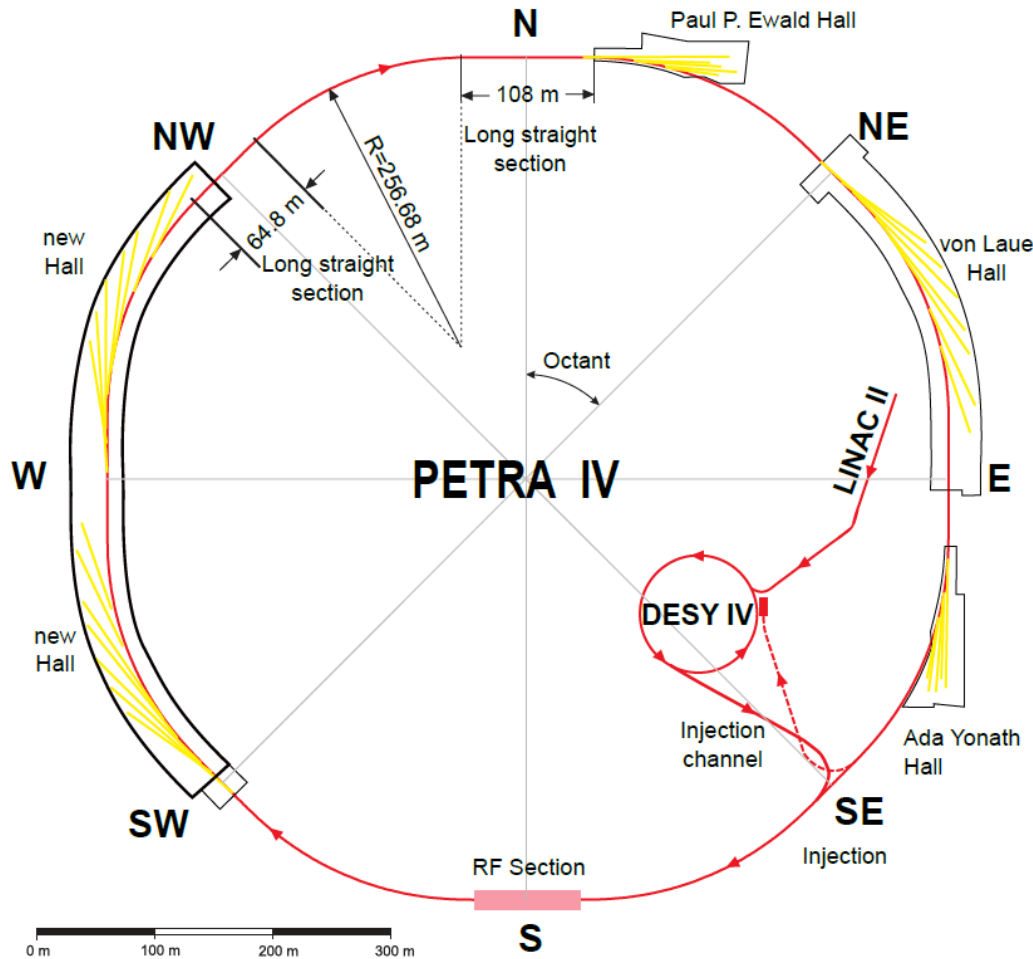 N
Paul P. Ewald Hall
108 m
Long straight
section
NW
NE
R=256.68 m
64.8 m
Long straight
section
new
Hall
von Laue
Hall
Octant
LINAC II
W
PETRA IV
E
DESY IV
new
Hall
Injection
channel
Ada Yonath
Hall
SW
SE
Injection
RF Section
S
0 m
100 m
200 m
300 m